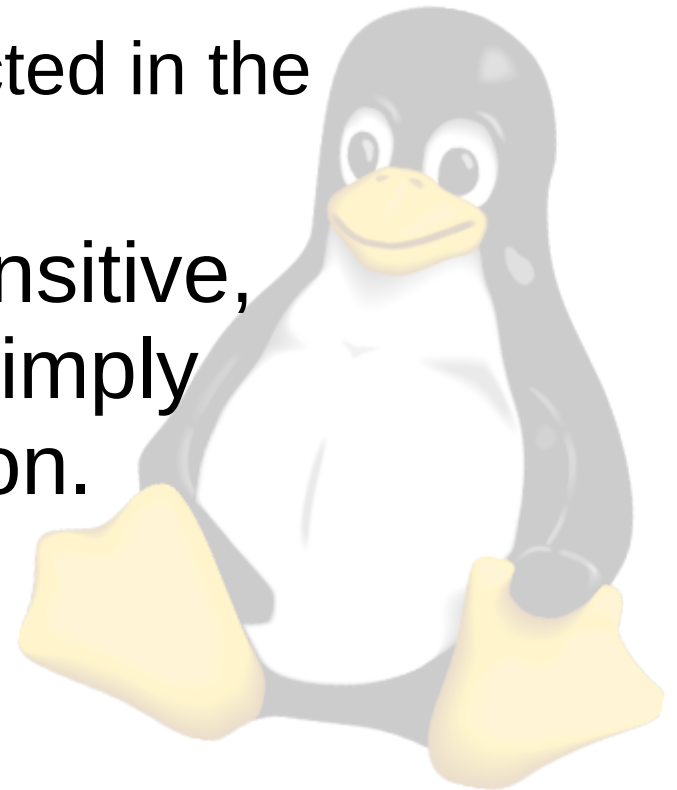 cted in the
nsitive,
imply
on.